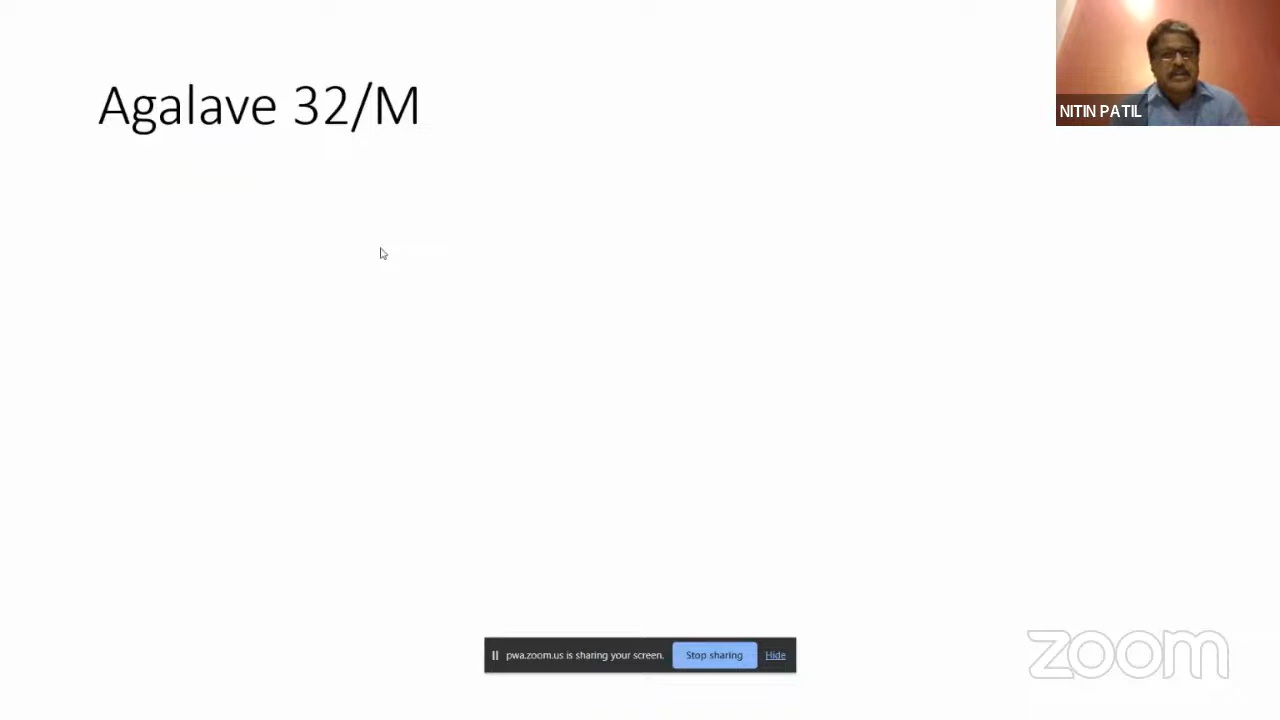 Agalave 32/M
NITIN PATIL
pwa.zoom.us is sharing your screen. Stop sharing Hide
zoom